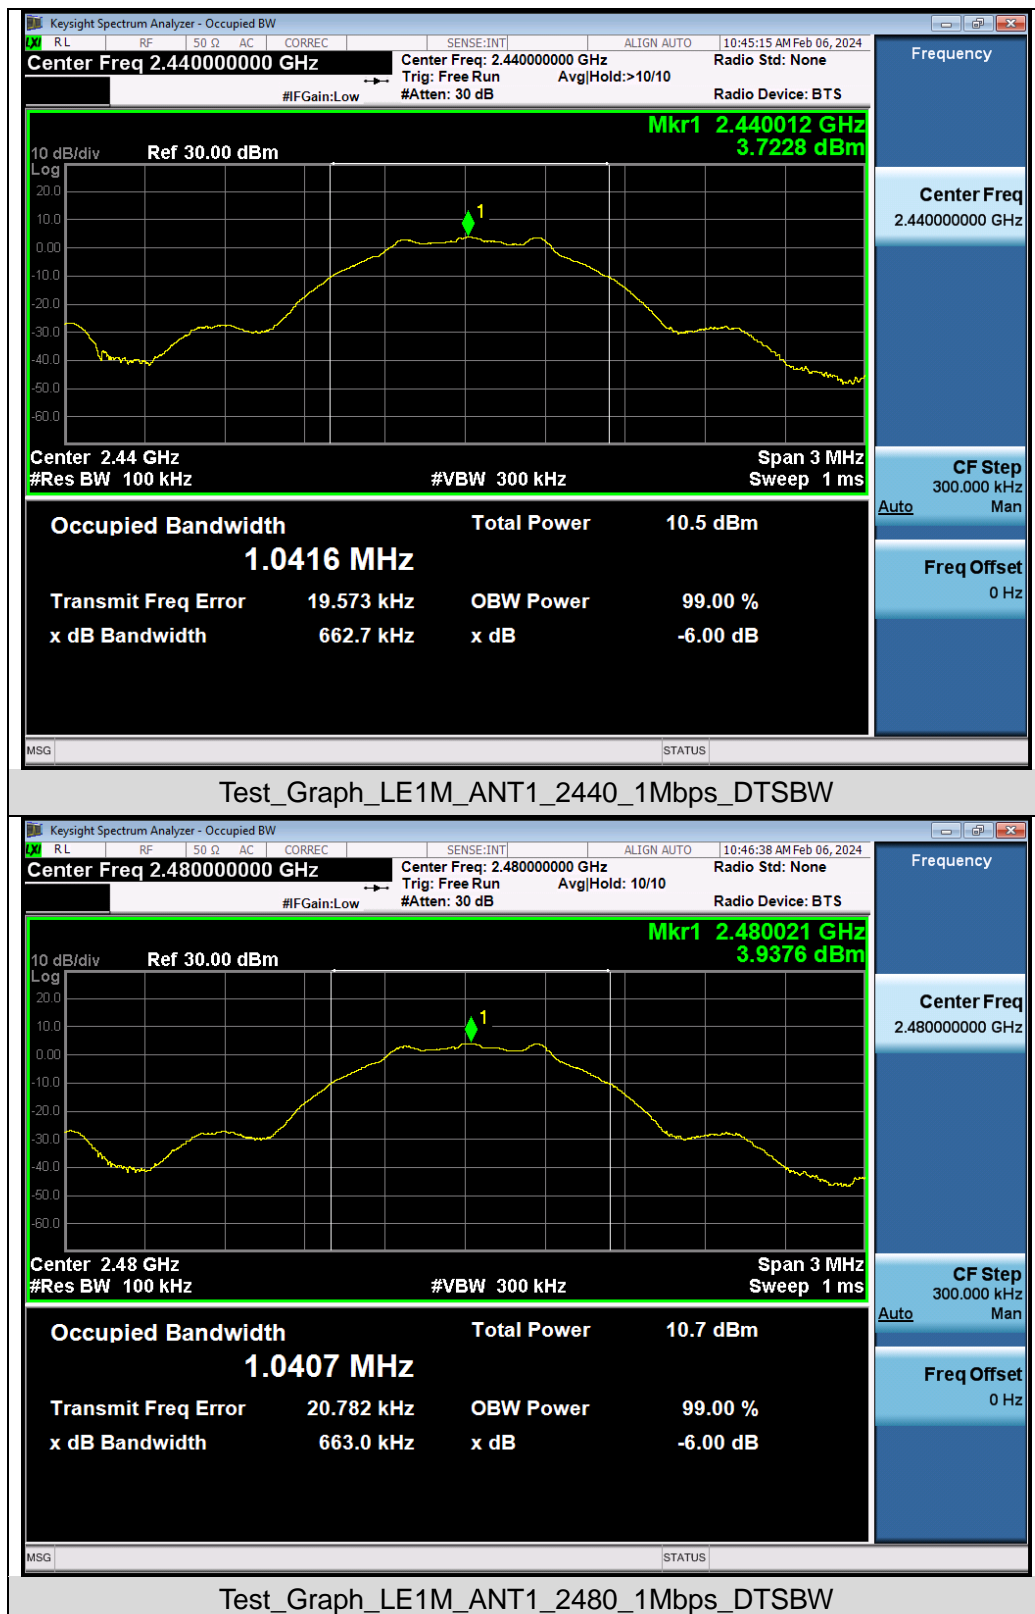 Keysight Spectrum Analyzer - Occupied BW
LXI RL RF 50 Ω AC CORREC SENSE:INT ALIGN AUTO 10:45:15 AM Feb 06, 2024
Center Freq 2.440000000 GHz Center Freq: 2.440000000 GHz Radio Std: None Frequency
Trig: Free Run Avg|Hold:>10/10
#IFGain:Low #Atten: 30 dB Radio Device: BTS
Mkr1 2.440012 GHz
10 dB/div Ref 30.00 dBm 3.7228 dBm
Log
20.0
10.0
0.00
-10.0
-20.0
-30.0
-40.0
-50.0
-60.0
1
Center Freq
2.440000000 GHz
Center 2.44 GHz Span 3 MHz
#Res BW 100 kHz #VBW 300 kHz Sweep 1 ms
CF Step
300.000 kHz
Auto Man
Occupied Bandwidth Total Power 10.5 dBm
1.0416 MHz
Freq Offset
0 Hz
Transmit Freq Error 19.573 kHz OBW Power 99.00 %
x dB Bandwidth 662.7 kHz x dB -6.00 dB
MSG STATUS
Test_Graph_LE1M_ANT1_2440_1Mbps_DTSBW
Keysight Spectrum Analyzer - Occupied BW
LXI RL RF 50 Ω AC CORREC SENSE:INT ALIGN AUTO 10:46:38 AM Feb 06, 2024
Center Freq 2.480000000 GHz Center Freq: 2.480000000 GHz Radio Std: None Frequency
Trig: Free Run Avg|Hold: 10/10
#IFGain:Low #Atten: 30 dB Radio Device: BTS
Mkr1 2.480021 GHz
10 dB/div Ref 30.00 dBm 3.9376 dBm
Log
20.0
10.0
0.00
-10.0
-20.0
-30.0
-40.0
-50.0
-60.0
1
Center Freq
2.480000000 GHz
Center 2.48 GHz Span 3 MHz
#Res BW 100 kHz #VBW 300 kHz Sweep 1 ms
CF Step
300.000 kHz
Auto Man
Occupied Bandwidth Total Power 10.7 dBm
1.0407 MHz
Freq Offset
0 Hz
Transmit Freq Error 20.782 kHz OBW Power 99.00 %
x dB Bandwidth 663.0 kHz x dB -6.00 dB
MSG STATUS
Test_Graph_LE1M_ANT1_2480_1Mbps_DTSBW